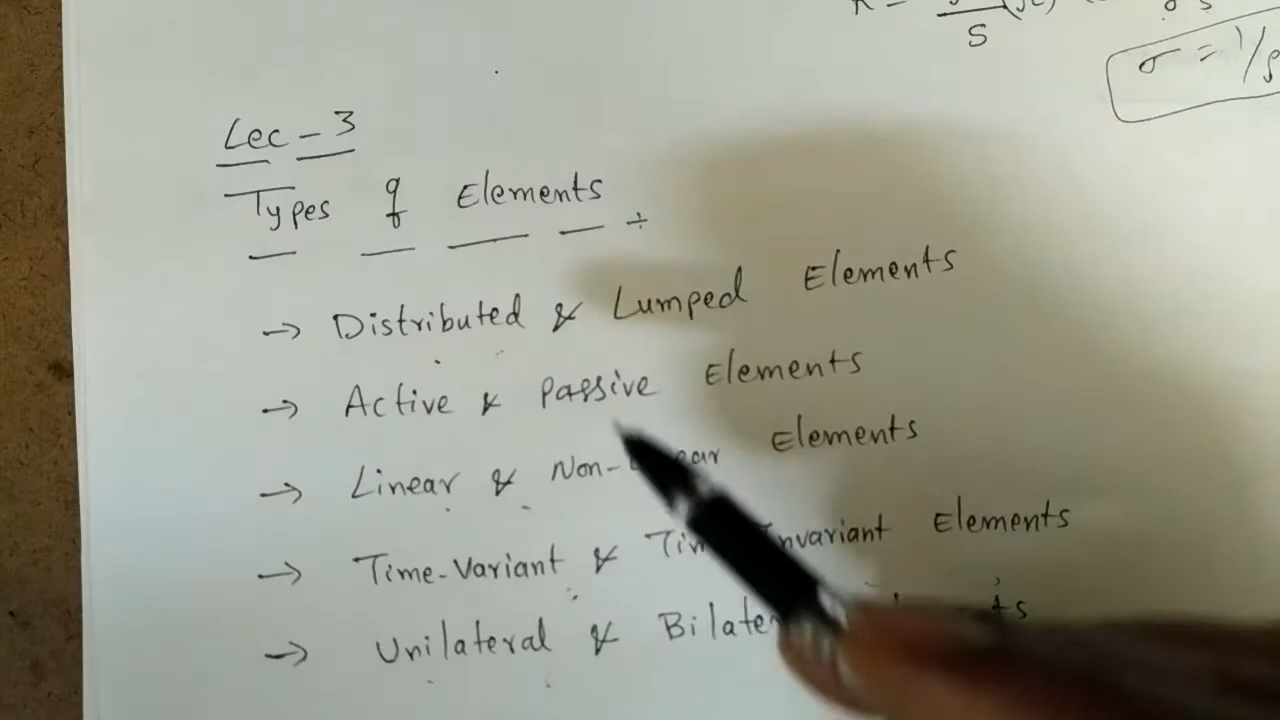 S
σ = 1/ρ
Lec - 3
Types of Elements ÷
→ Distributed & Lumped Elements
→ Active & Passive Elements
→ Linear & Non- Elements
→ Time-Variant & Invariant Elements
→ Unilateral &